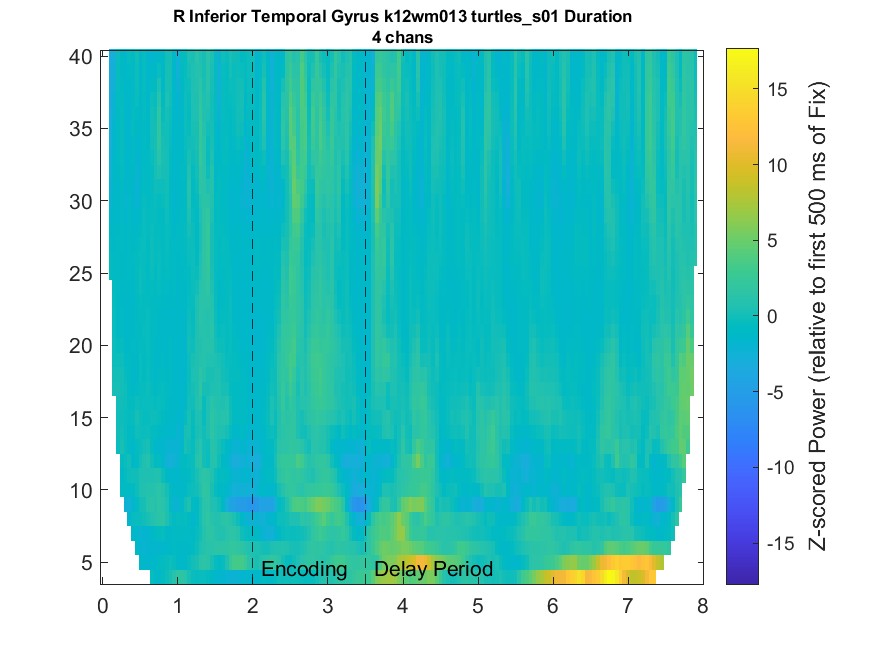 R Inferior Temporal Gyrus k12wm013 turtles_s01 Duration
4 chans
40
35
30
25
20
15
10
5
Encoding
Delay Period
0 1 2 3 4 5 6 7 8
15
10
5
0
-5
-10
-15
Z-scored Power (relative to first 500 ms of Fix)